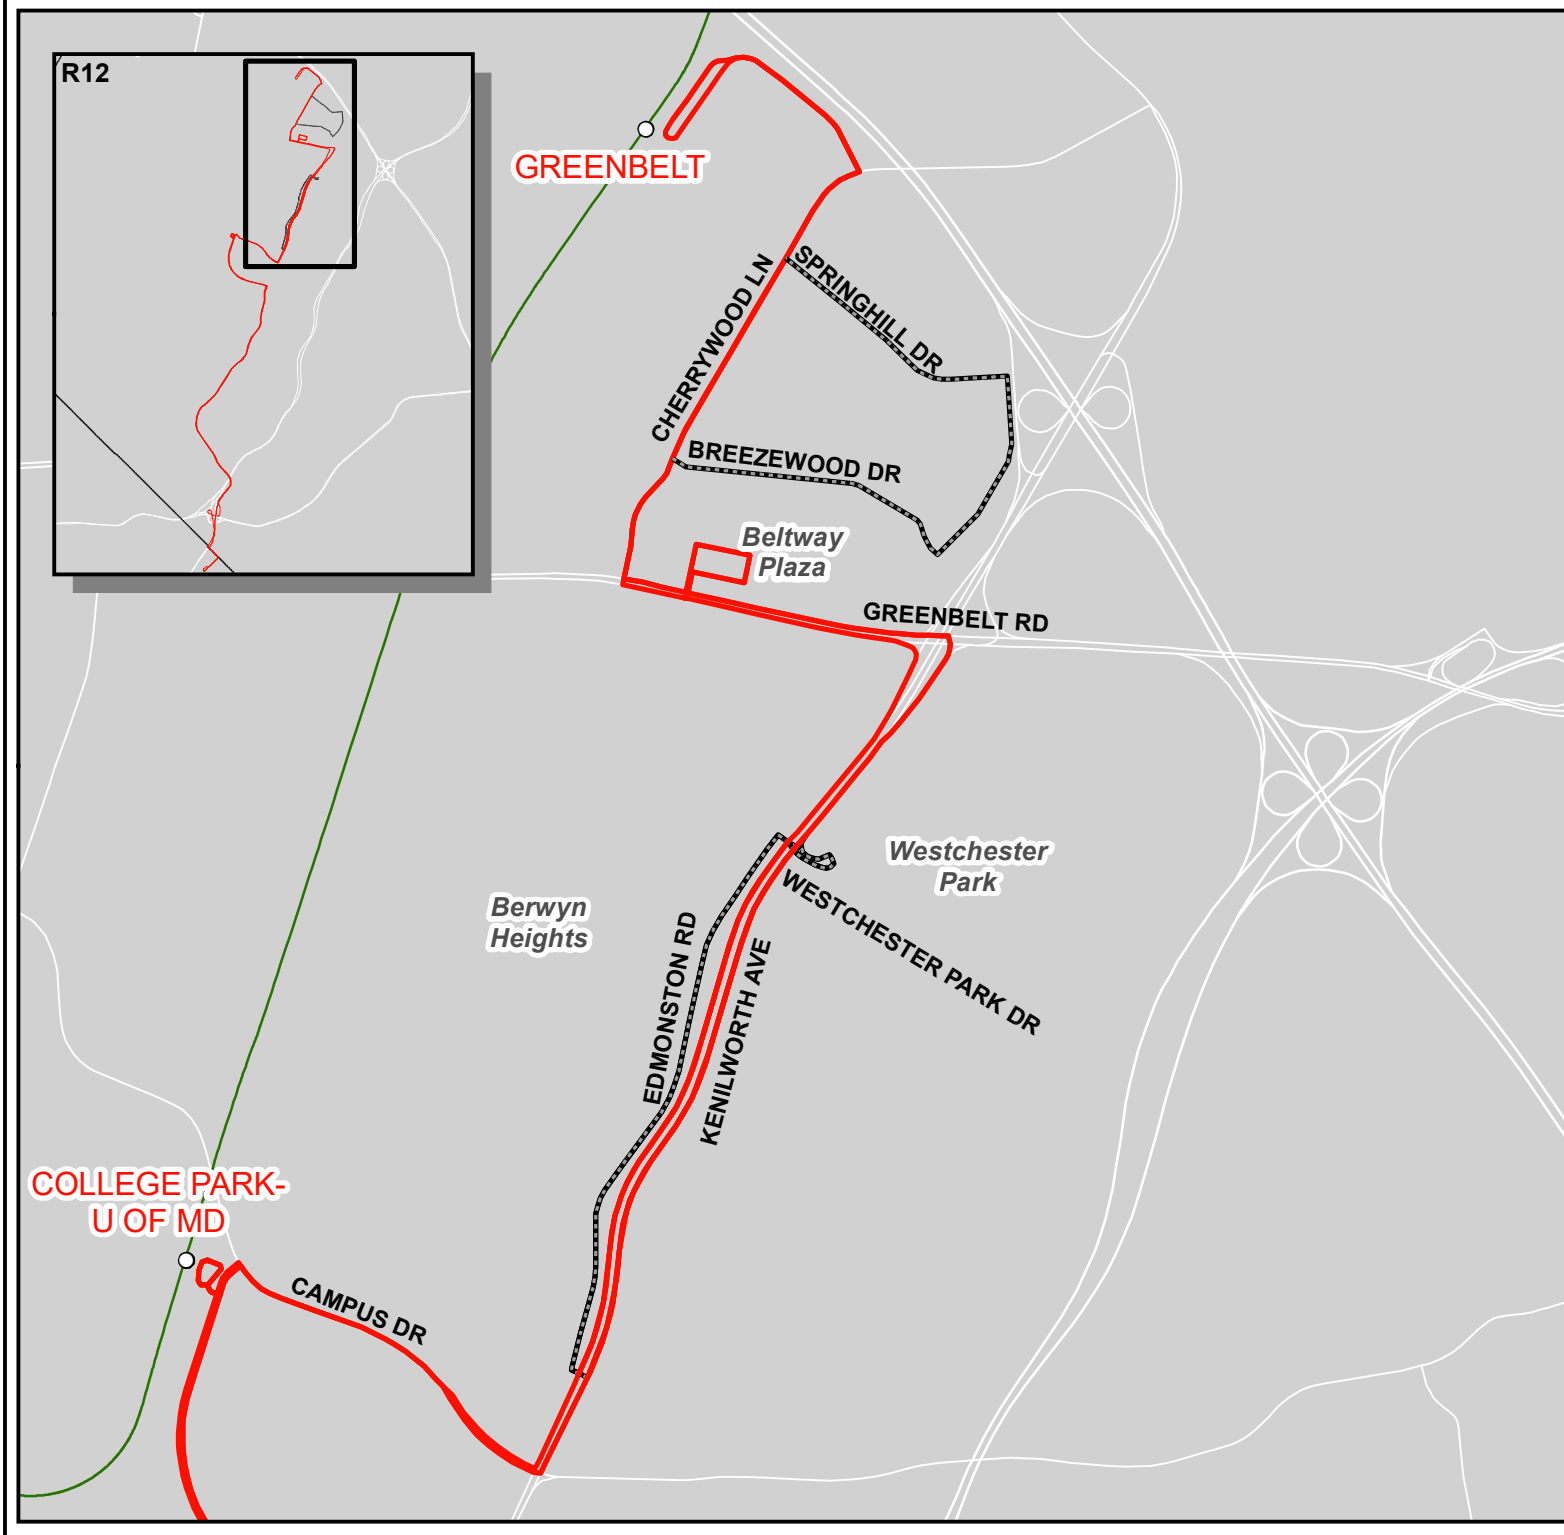 R12
GREENBELT
SPRINGHILL DR
CHERRYWOOD LN
BREEZEWOOD DR
Beltway
Plaza
GREENBELT RD
Westchester
Park
WESTCHESTER PARK DR
Berwyn
Heights
EDMONSTON RD
KENILWORTH AVE
COLLEGE PARK-
U OF MD
CAMPUS DR